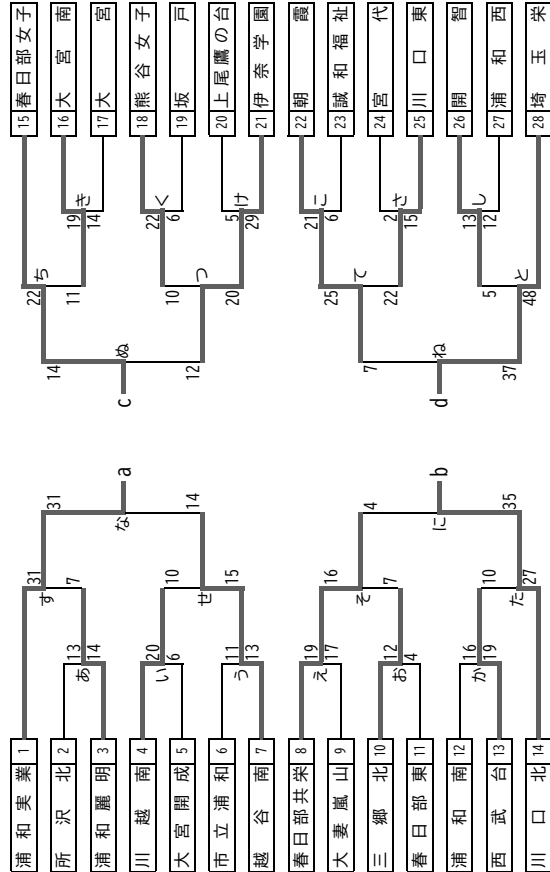 15 春日部女子
16 大宮南
17 大宮
18 熊谷女子
19 坂戸
20 上尾鷹の台
21 伊奈学園
22 朝霞
23 誠和福祉
24 宮代
25 川口東
26 開智
27 浦和西
28 埼玉栄
19 き 14
22 く 6
5 け 29
21 こ 6
2 さ 15
13 し 12
22 ち 11
10 つ 20
25 て 22
5 と 48
14 ぬ 12
7 ね 37
c
d
a
b
31 な 14
4 に 35
31 す 7
10 せ 15
16 そ 7
10 た 27
13 あ 14
20 い 6
11 う 13
19 え 17
12 お 4
16 か 19
1 浦和実業
2 所沢北
3 浦和麗明
4 川越南
5 大宮開成
6 市立浦和
7 越谷南
8 春日部共栄
9 大妻嵐山
10 三郷北
11 春日部東
12 浦和南
13 西武台
14 川口北